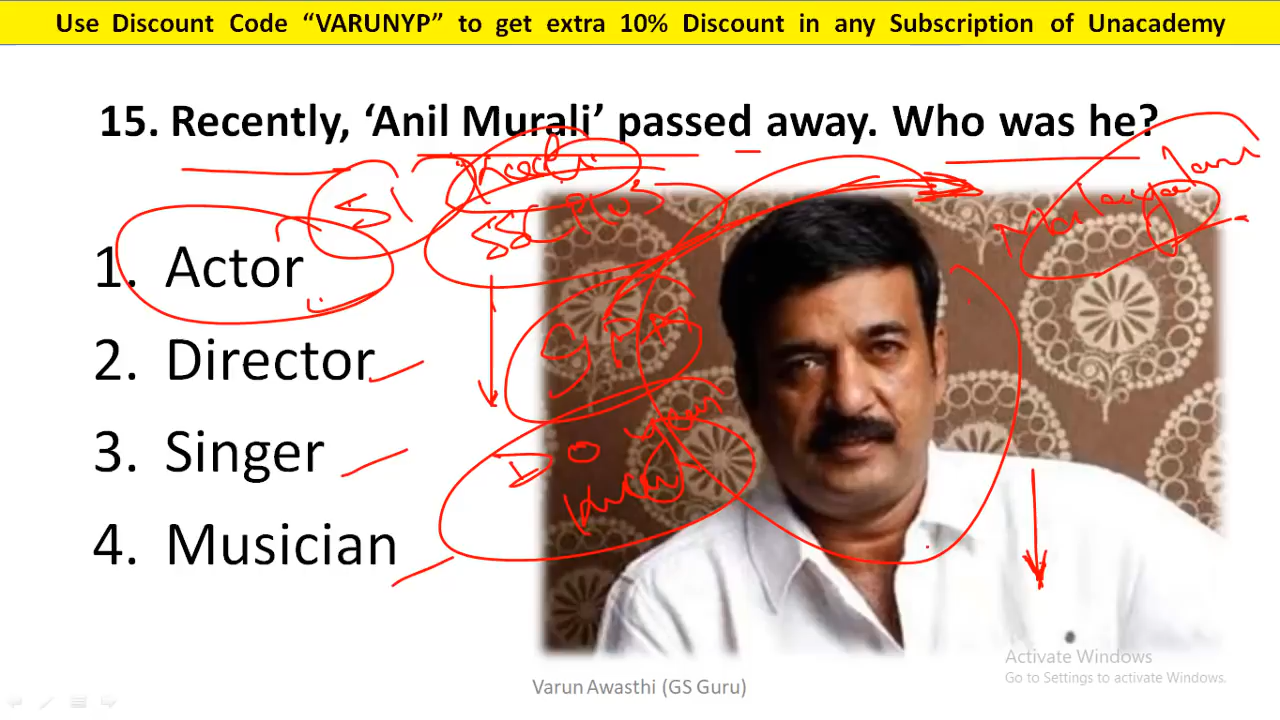 Use Discount Code “VARUNYP” to get extra 10% Discount in any Subscription of Unacademy
15. Recently, ‘Anil Murali’ passed away. Who was he?
Malayalam
SI
1. Actor
2. Director
3. Singer
4. Musician
Activate Windows
Go to Settings to activate Windows.
Varun Awasthi (GS Guru)